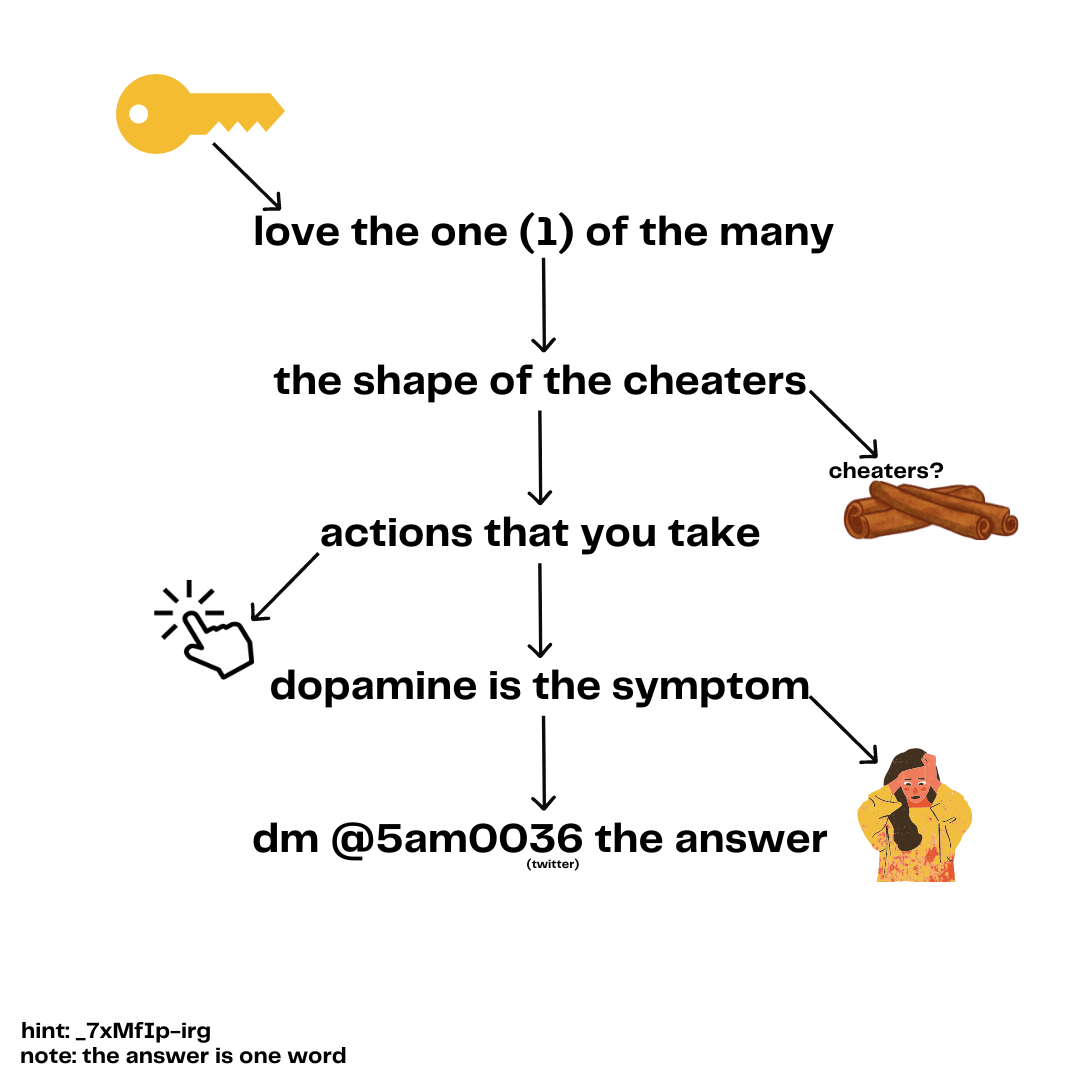 love the one (1) of the many
the shape of the cheaters
cheaters?
actions that you take
dopamine is the symptom
dm @5am0036 the answer
(twitter)
hint: _7xMfIp-irg
note: the answer is one word